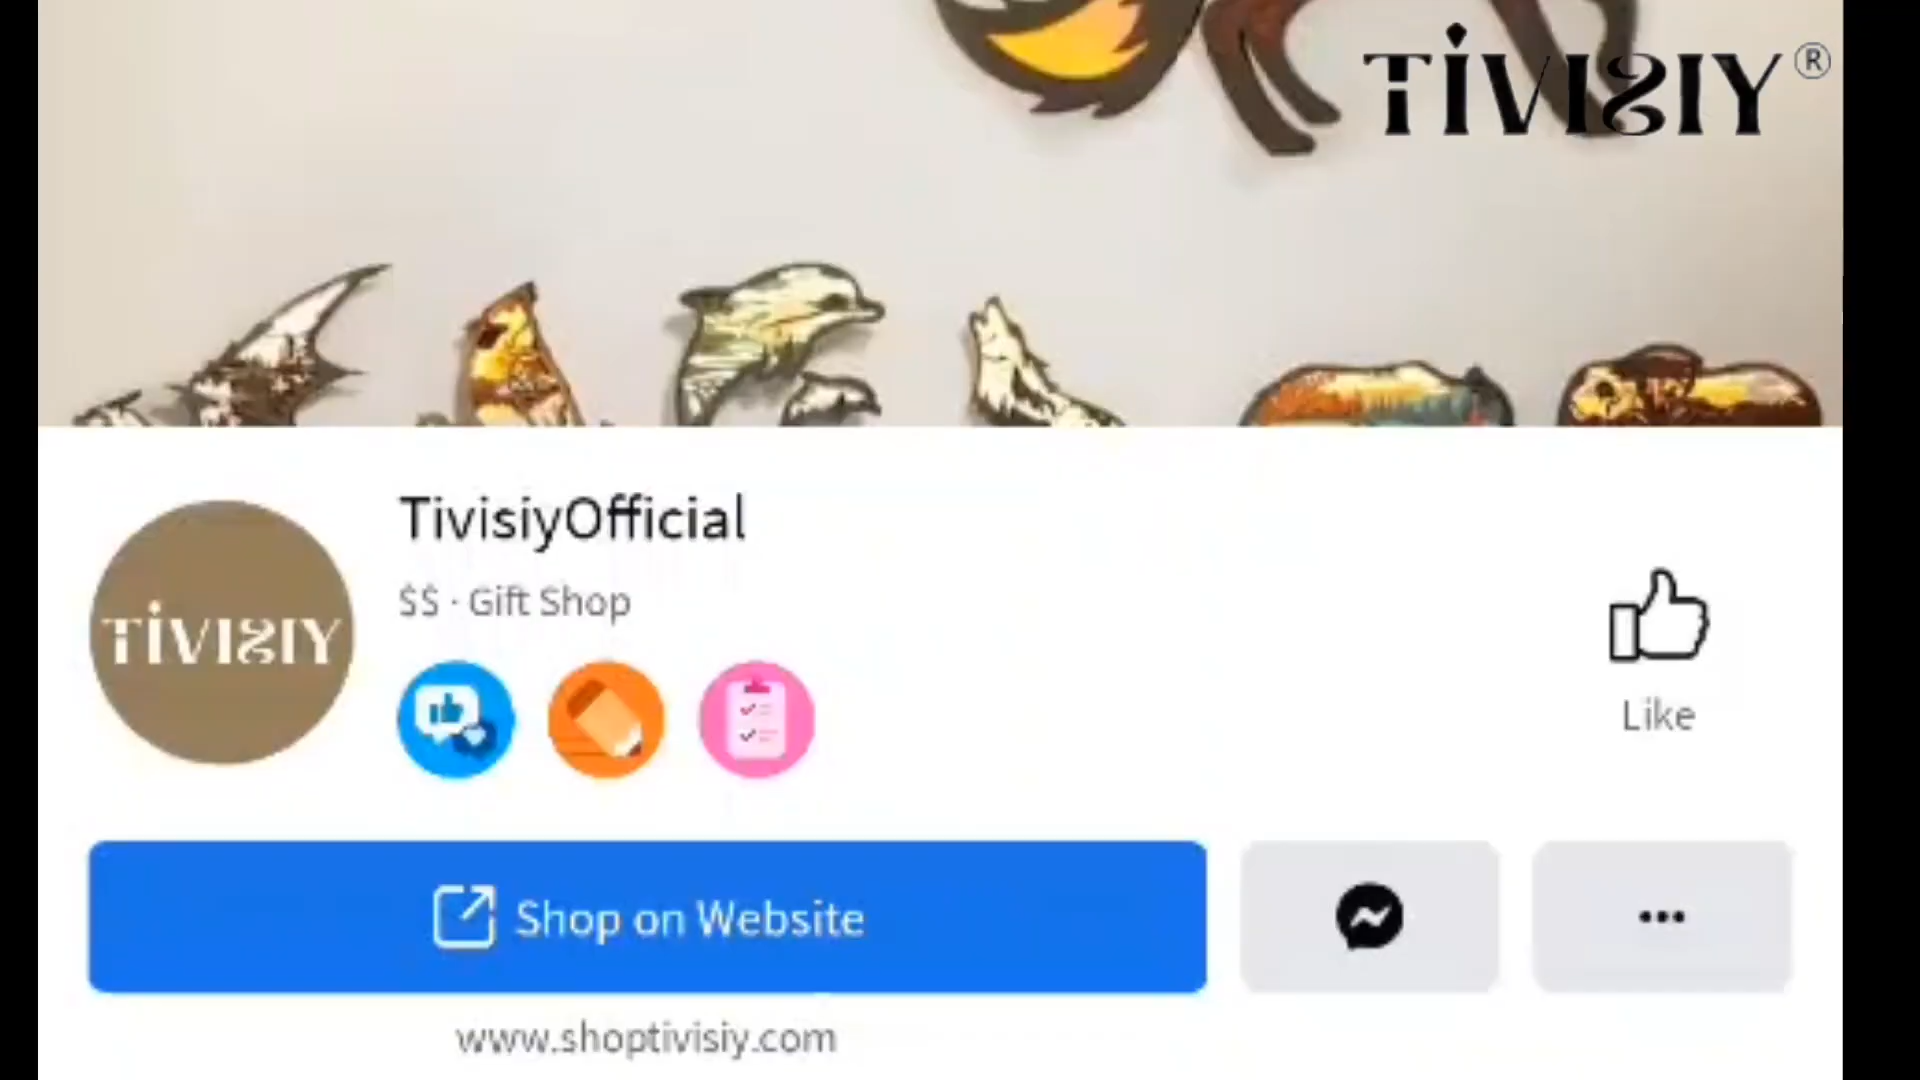 TIVISIY®
TivisiyOfficial
$$ · Gift Shop
TIVISIY
Like
Shop on Website
www.shoptivisiy.com